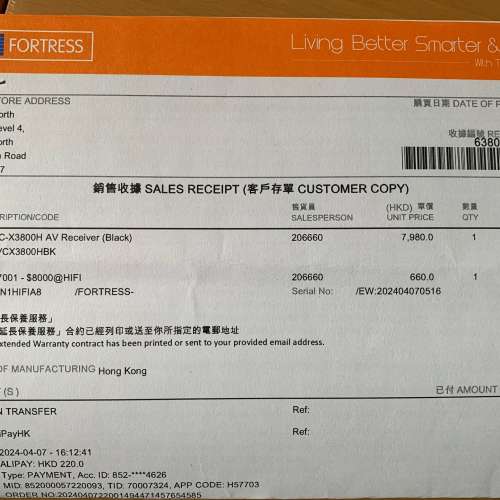 FORTRESS
Living Better Smarter &
With T
TORE ADDRESS
購買日期 DATE OF P
orth
evel 4,
收據編號 RE
orth
6380
Road
7
銷售收據 SALES RECEIPT (客戶存單 CUSTOMER COPY)
售貨員 (HKD) 單價 數量
CRIPTION/CODE SALESPERSON UNIT PRICE QTY
C-X3800H AV Receiver (Black) 206660 7,980.0 1
VCX3800HBK
7001 - $8000@HIFI 206660 660.0 1
N1HIFIA8 /FORTRESS- Serial No: /EW:202404070516
長保養服務」
延長保養服務」合約已經列印或送至你所指定的電郵地址
xtended Warranty contract has been printed or sent to your provided email address.
OF MANUFACTURING Hong Kong
T (S) 已付 AMOUNT
N TRANSFER Ref:
iPayHK Ref:
2024-04-07 - 16:12:41
ALIPAY: HKD 220.0
Type: PAYMENT, Acc. ID: 852-****4626
MID: 852000057220093, TID: 70007324, APP CODE: H57703
ORDER NO:2024040722001494471457654585